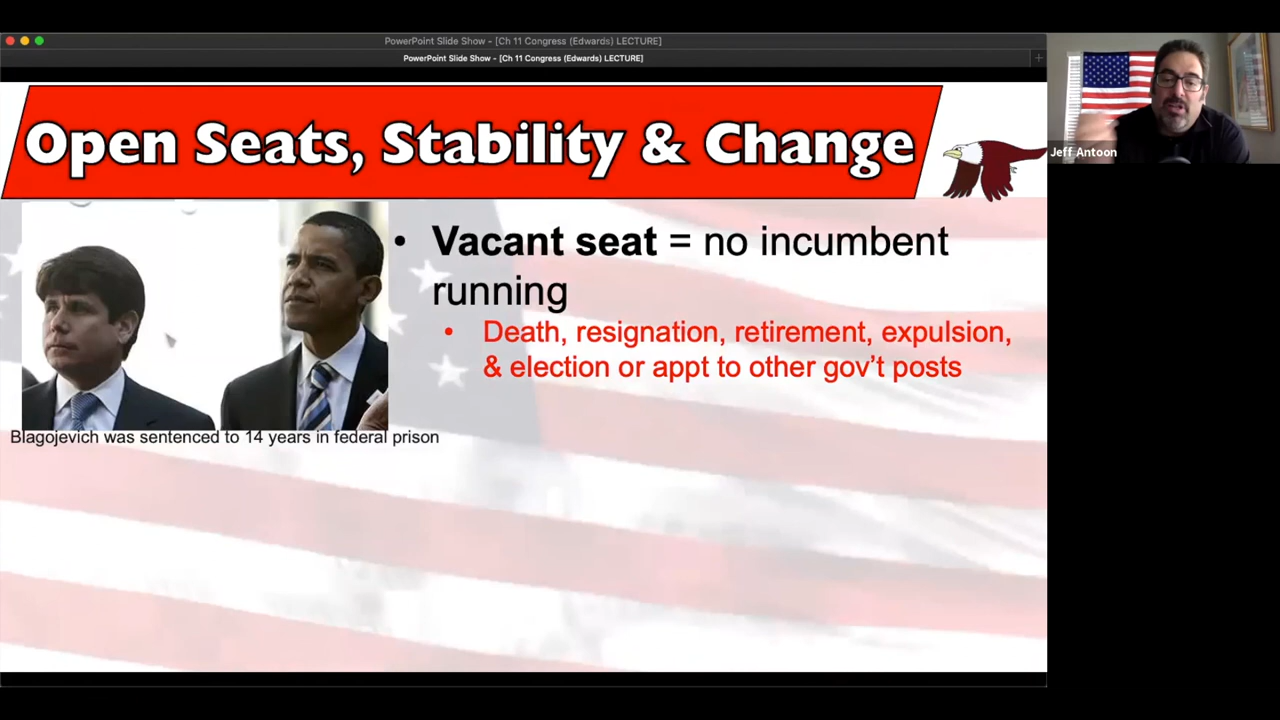 PowerPoint Slide Show - [Ch 11 Congress (Edwards) LECTURE]
PowerPoint Slide Show - [Ch 11 Congress (Edwards) LECTURE]
Open Seats, Stability & Change
Jeff Antoon
• Vacant seat = no incumbent
running
• Death, resignation, retirement, expulsion,
& election or appt to other gov’t posts
Blagojevich was sentenced to 14 years in federal prison